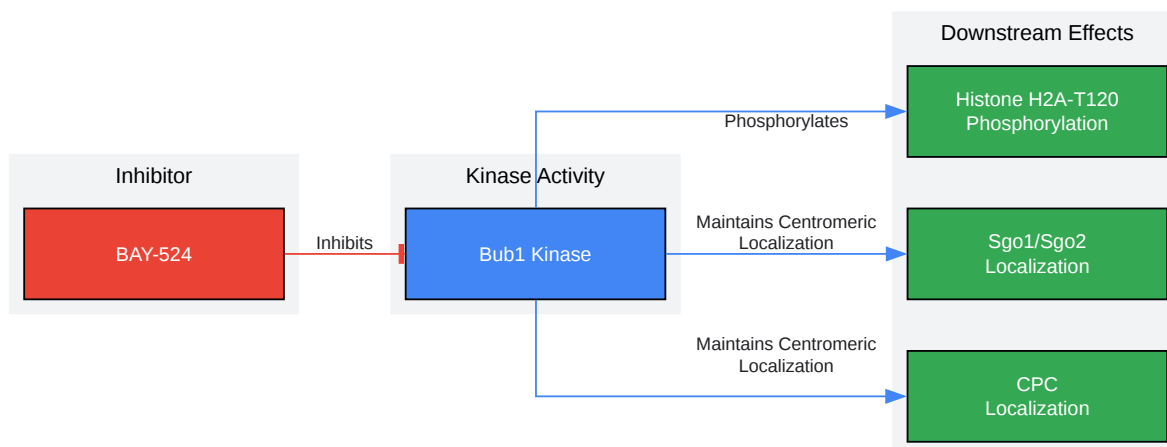 Downstream Effects
Histone H2A-T120
Phosphorylation
Phosphorylates
Inhibitor
Kinase Activity
BAY-524
Inhibits
Bub1 Kinase
Maintains Centromeric
Localization
Sgo1/Sgo2
Localization
Maintains Centromeric
Localization
CPC
Localization